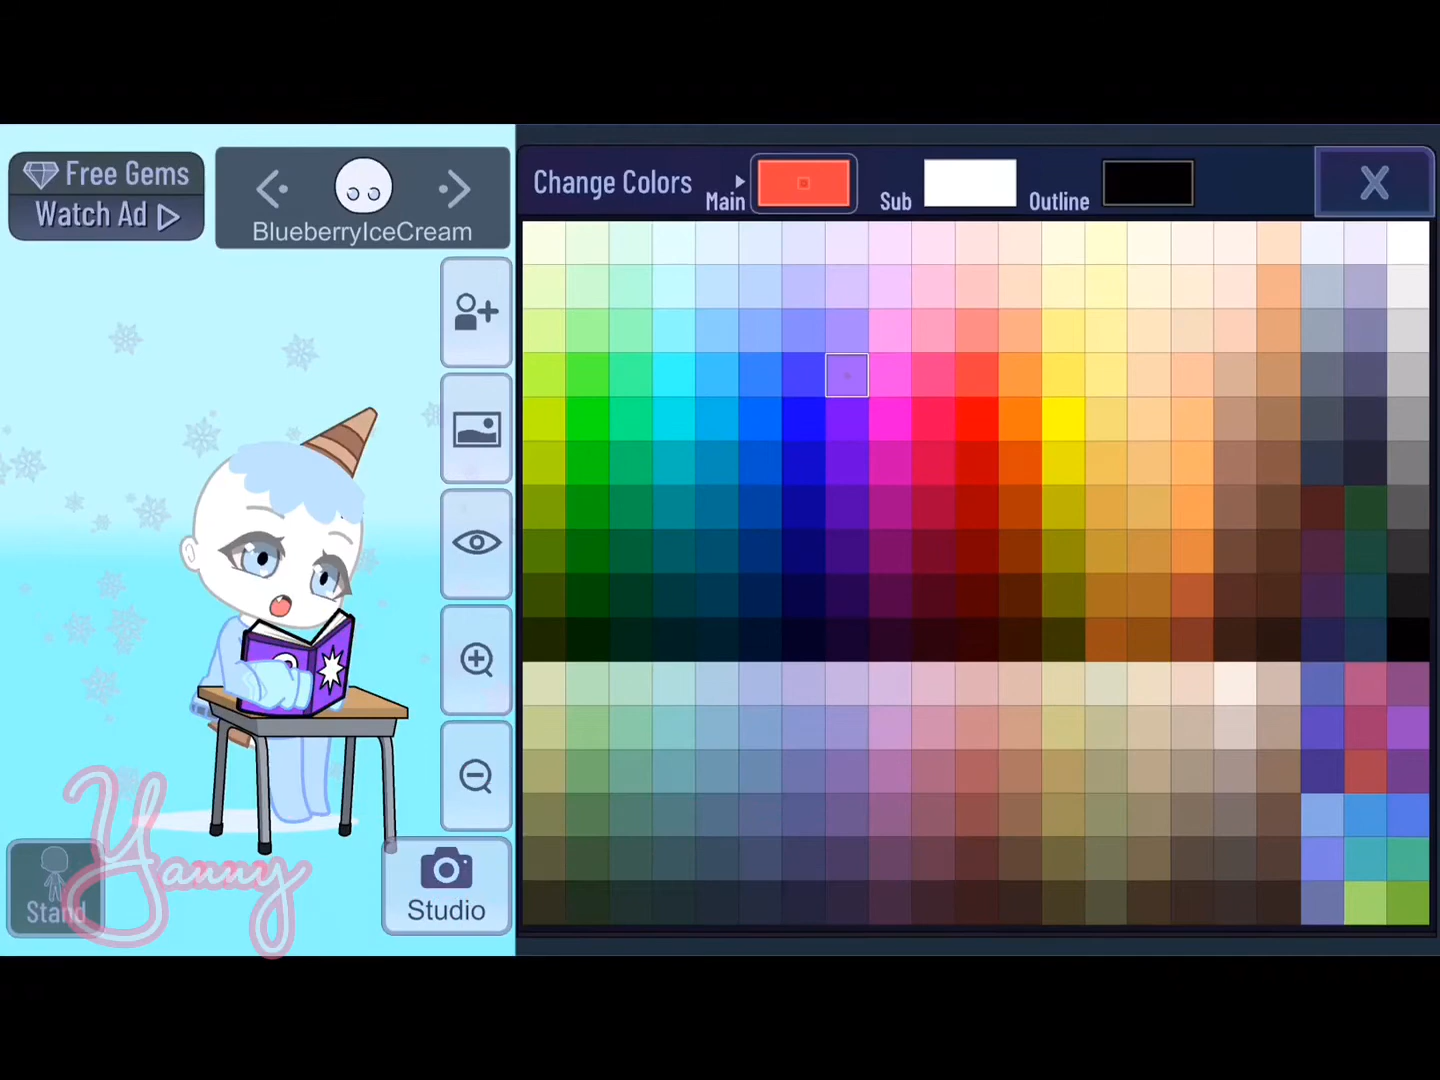 Free Gems
Watch Ad
BlueberryIceCream
Change Colors
Main
Sub
Outline
X
Stand
Yanny
Studio